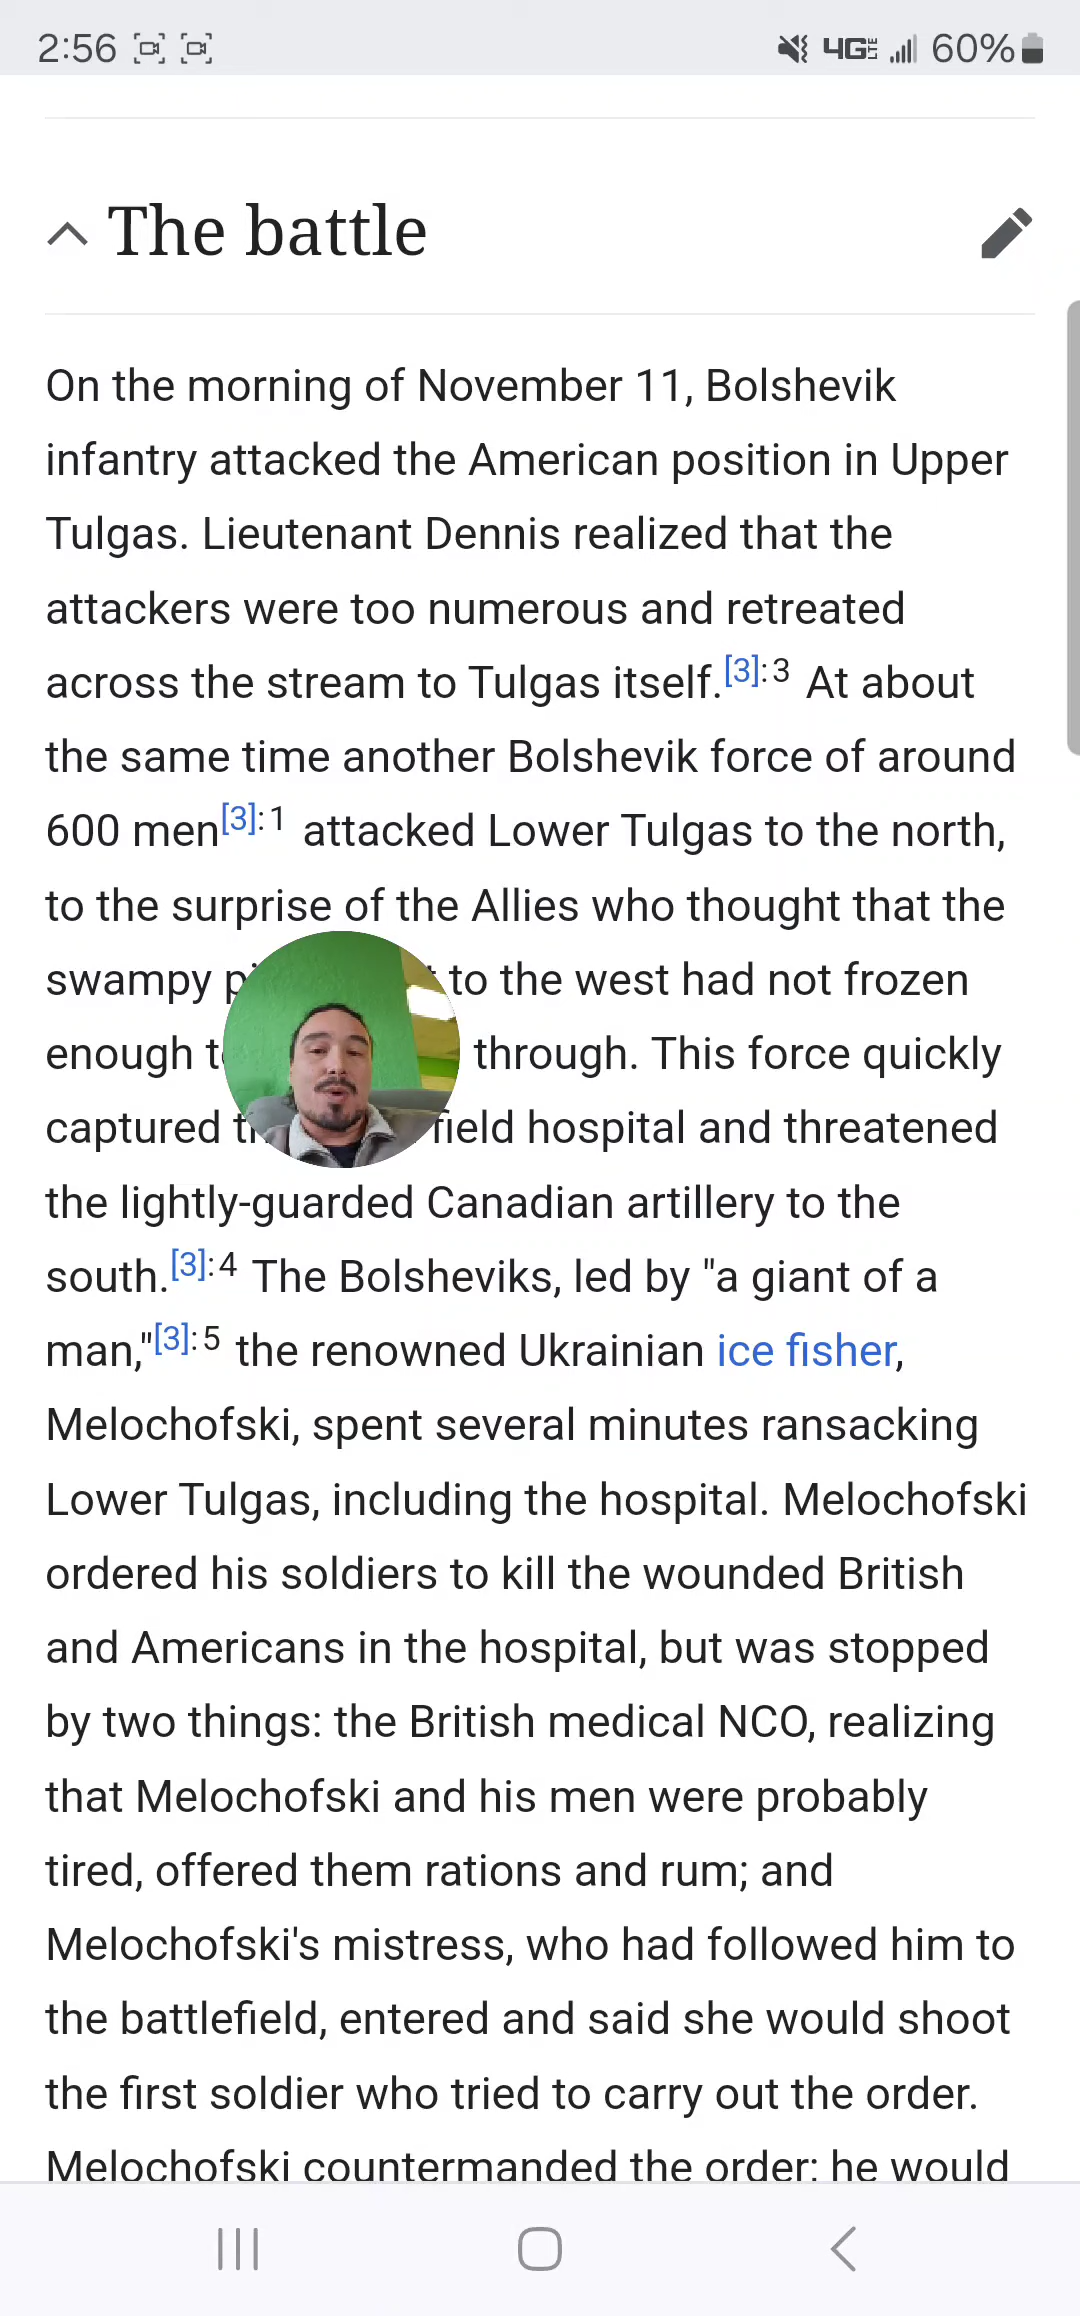 2:56 4G LTE 60%
The battle
On the morning of November 11, Bolshevik
infantry attacked the American position in Upper
Tulgas. Lieutenant Dennis realized that the
attackers were too numerous and retreated
across the stream to Tulgas itself.[3]:3 At about
the same time another Bolshevik force of around
600 men[3]:1 attacked Lower Tulgas to the north,
to the surprise of the Allies who thought that the
swampy to the west had not frozen
enough through. This force quickly
captured field hospital and threatened
the lightly-guarded Canadian artillery to the
south.[3]:4 The Bolsheviks, led by "a giant of a
man,"[3]:5 the renowned Ukrainian ice fisher,
Melochofski, spent several minutes ransacking
Lower Tulgas, including the hospital. Melochofski
ordered his soldiers to kill the wounded British
and Americans in the hospital, but was stopped
by two things: the British medical NCO, realizing
that Melochofski and his men were probably
tired, offered them rations and rum; and
Melochofski's mistress, who had followed him to
the battlefield, entered and said she would shoot
the first soldier who tried to carry out the order.
Melochofski countermanded the order; he would